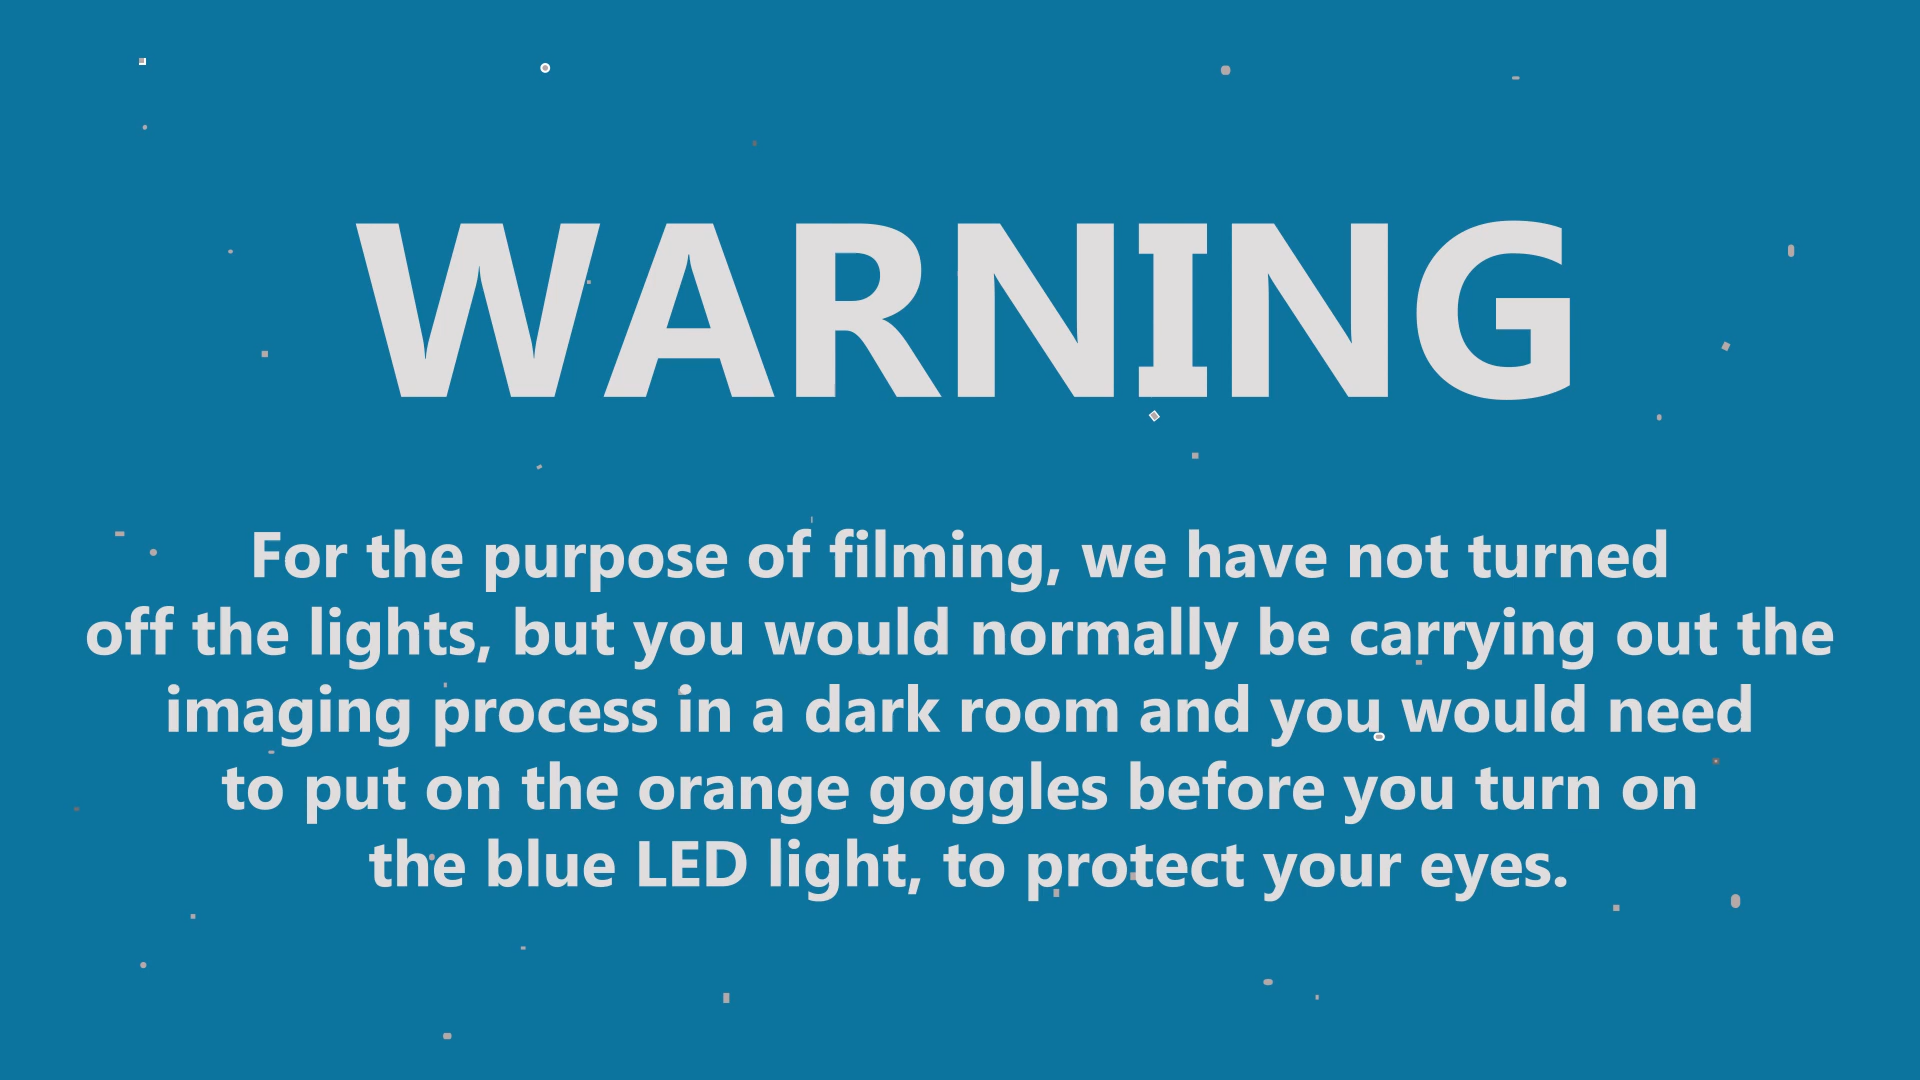 WARNING
For the purpose of filming, we have not turned
off the lights, but you would normally be carrying out the
imaging process in a dark room and you would need
to put on the orange goggles before you turn on
the blue LED light, to protect your eyes.